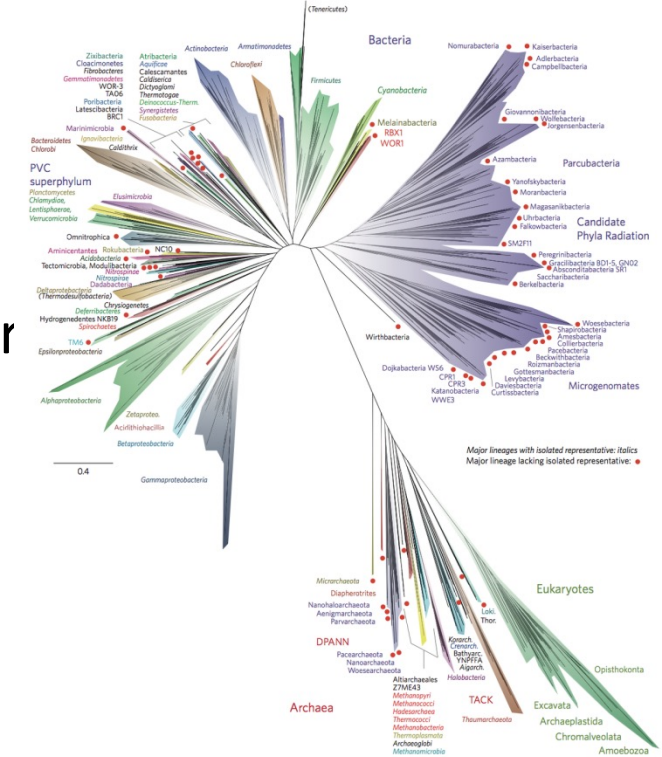 (Tenericutes)
Bacteria
Nomurabacteria
Kaiserbacteria
Adlerbacteria
Campbellbacteria
Zixibacteria
Cloacimonetes
Fibrobacteres
Gemmatimonadetes
WOR-3
TA06
Poribacteria
Latescibacteria
BRC1
Atribacteria
Aquificae
Calescamantes
Caldiserica
Dictyoglomi
Thermotogae
Deinococcus-Therm.
Synergistetes
Fusobacteria
Actinobacteria
Armatimonadetes
Chloroflexi
Firmicutes
Cyanobacteria
Melainabacteria
RBX1
WOR1
Giovannonibacteria
Wolfebacteria
Jorgensenbacteria
Marinimicrobia
Bacteroidetes
Chlorobi
Ignavibacteria
Caldithrix
PVC
superphylum
Planctomycetes
Chlamydiae,
Lentisphaerae,
Verrucomicrobia
Elusimicrobia
Azambacteria
Parcubacteria
Yanofskybacteria
Moranbacteria
Magasanikbacteria
Uhrbacteria
Falkowbacteria
Candidate
Phyla Radiation
SM2F11
Omnitrophica
Aminicentantes
Rokubacteria
NC10
Acidobacteria
Tectomicrobia, Modulibacteria
Nitrospinae
Nitrospirae
Dadabacteria
Deltaprotebacteria
(Thermodesulfobacteria)
Chrysiogenetes
Deferribacteres
Hydrogenedentes NKB19
Spirochaetes
TM6
Epsilonproteobacteria
Peregrinibacteria
Gracilibacteria BD1-5, GN02
Absconditabacteria SR1
Saccharibacteria
Berkelbacteria
r
Wirthbacteria
Woesebacteria
Shapirobacteria
Amesbacteria
Collierbacteria
Pacebacteria
Beckwithbacteria
Roizmanbacteria
Gottesmanbacteria
Levybacteria
Daviesbacteria
Curtissbacteria
Microgenomates
Dojkabacteria WS6
CPR1
CPR3
Katanobacteria
WWE3
Alphaproteobacteria
Zetaproteo.
Acidithiobacillia
Betaproteobacteria
Gammaproteobacteria
0.4
Major lineages with isolated representative: italics
Major lineage lacking isolated representative:
Micrarchaeota
Diapherotrites
Nanohaloarchaeota
Aenigmarchaeota
Parvarchaeota
DPANN
Pacearchaeota
Nanoarchaeota
Woesearchaeota
Archaea
Altiarchaeales
Z7ME43
Methanopyri
Methanococci
Hadesarchaea
Thermococci
Methanobacteria
Thermoplasmata
Archaeoglobi
Methanomicrobia
Halobacteria
Korarch.
Crenarch.
Bathyarc.
YNPFFA
Aigarch.
Loki.
Thor.
TACK
Thaumarchaeota
Eukaryotes
Opisthokonta
Excavata
Archaeplastida
Chromalveolata
Amoebozoa